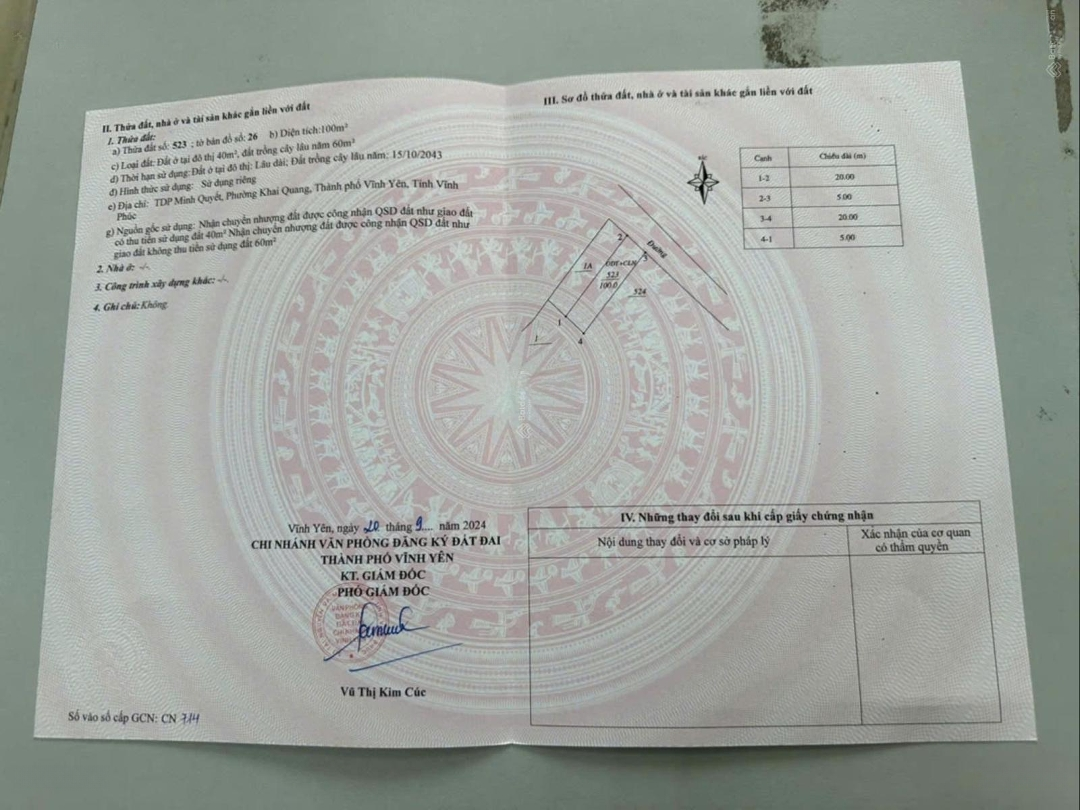 II. Thửa đất, nhà ở và tài sản khác gắn liền với đất
1. Thửa đất:
a) Thửa đất số: 523 ; tờ bản đồ số: 26 b) Diện tích:100m²
c) Loại đất: Đất ở tại đô thị 40m², đất trồng cây lâu năm 60m²
d) Thời hạn sử dụng: Đất ở tại đô thị: Lâu dài; Đất trồng cây lâu năm: 15/10/2043
đ) Hình thức sử dụng: Sử dụng riêng
e) Địa chỉ: TDP Minh Quyết, Phường Khai Quang, Thành phố Vĩnh Yên, Tỉnh Vĩnh
Phúc
g) Nguồn gốc sử dụng: Nhận chuyển nhượng đất được công nhận QSD đất như giao đất
có thu tiền sử dụng đất 40m² Nhận chuyển nhượng đất được công nhận QSD đất như
giao đất không thu tiền sử dụng đất 60m²
2. Nhà ở: -/-
3. Công trình xây dựng khác: -/-
4. Ghi chú: Không
Vĩnh Yên, ngày 20 tháng 9.... năm 2024
CHI NHÁNH VĂN PHÒNG ĐĂNG KÝ ĐẤT ĐAI
THÀNH PHỐ VĨNH YÊN
KT. GIÁM ĐỐC
PHÓ GIÁM ĐỐC
Vũ Thị Kim Cúc
Số vào sổ cấp GCN: CN 714
III. Sơ đồ thửa đất, nhà ở và tài sản khác gắn liền với đất
Cạnh Chiều dài (m)
1-2 20.00
2-3 5.00
3-4 20.00
4-1 5.00
Đường
2
3
1A
ODT+CLN
523
100.0
524
1
4
1
IV. Những thay đổi sau khi cấp giấy chứng nhận
Nội dung thay đổi và cơ sở pháp lý
Xác nhận của cơ quan
có thẩm quyền